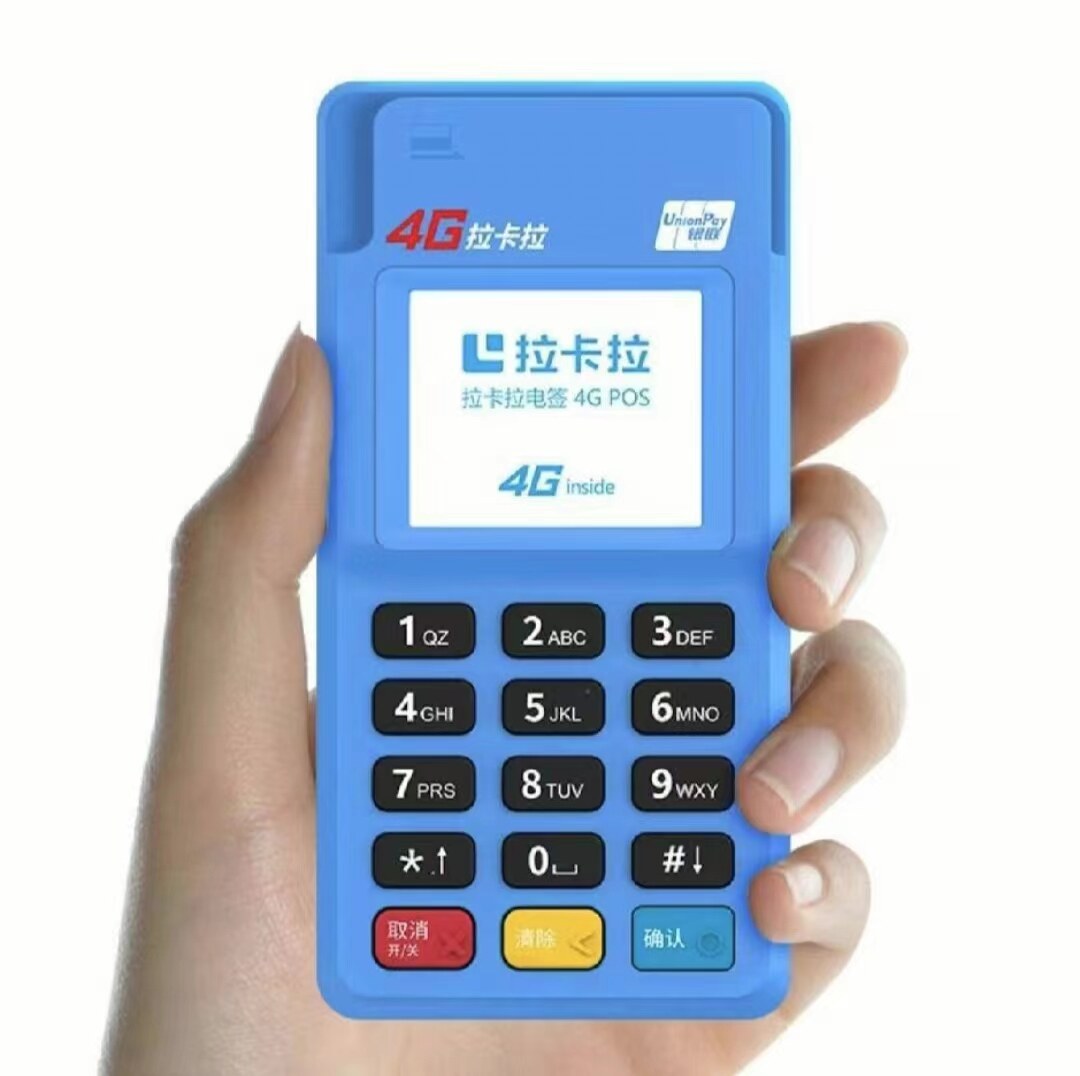 4G拉卡拉
UnionPay
银联
拉卡拉
拉卡拉电签 4G POS
4G inside
1 QZ 2 ABC 3 DEF
4 GHI 5 JKL 6 MNO
7 PRS 8 TUV 9 WXY
* .↑ 0 ⌴ # ↓
取消 清除 < 确认
开/关